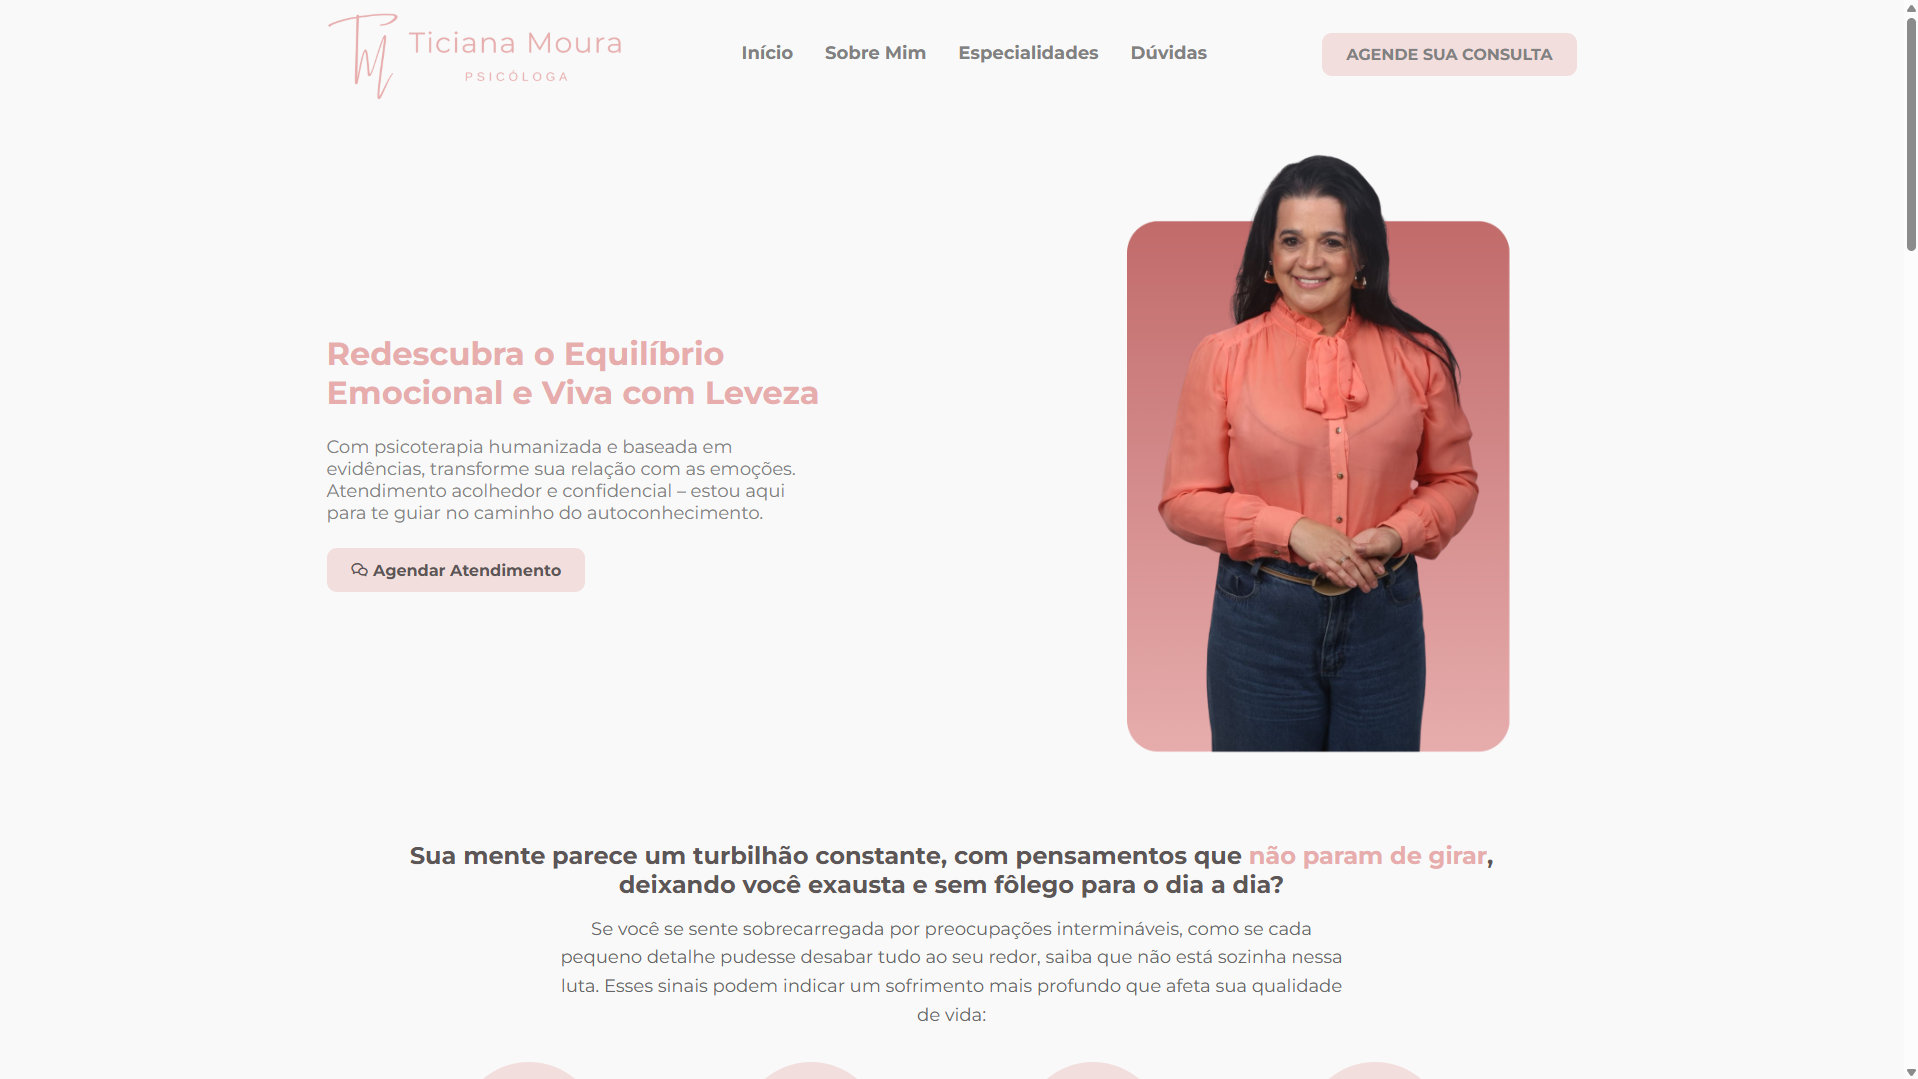 TM
Ticiana Moura
PSICÓLOGA
Início
Sobre Mim
Especialidades
Dúvidas
AGENDE SUA CONSULTA
Redescubra o Equilíbrio
Emocional e Viva com Leveza
Com psicoterapia humanizada e baseada em
evidências, transforme sua relação com as emoções.
Atendimento acolhedor e confidencial – estou aqui
para te guiar no caminho do autoconhecimento.
Agendar Atendimento
Sua mente parece um turbilhão constante, com pensamentos que não param de girar,
deixando você exausta e sem fôlego para o dia a dia?
Se você se sente sobrecarregada por preocupações intermináveis, como se cada
pequeno detalhe pudesse desabar tudo ao seu redor, saiba que não está sozinha nessa
luta. Esses sinais podem indicar um sofrimento mais profundo que afeta sua qualidade
de vida: